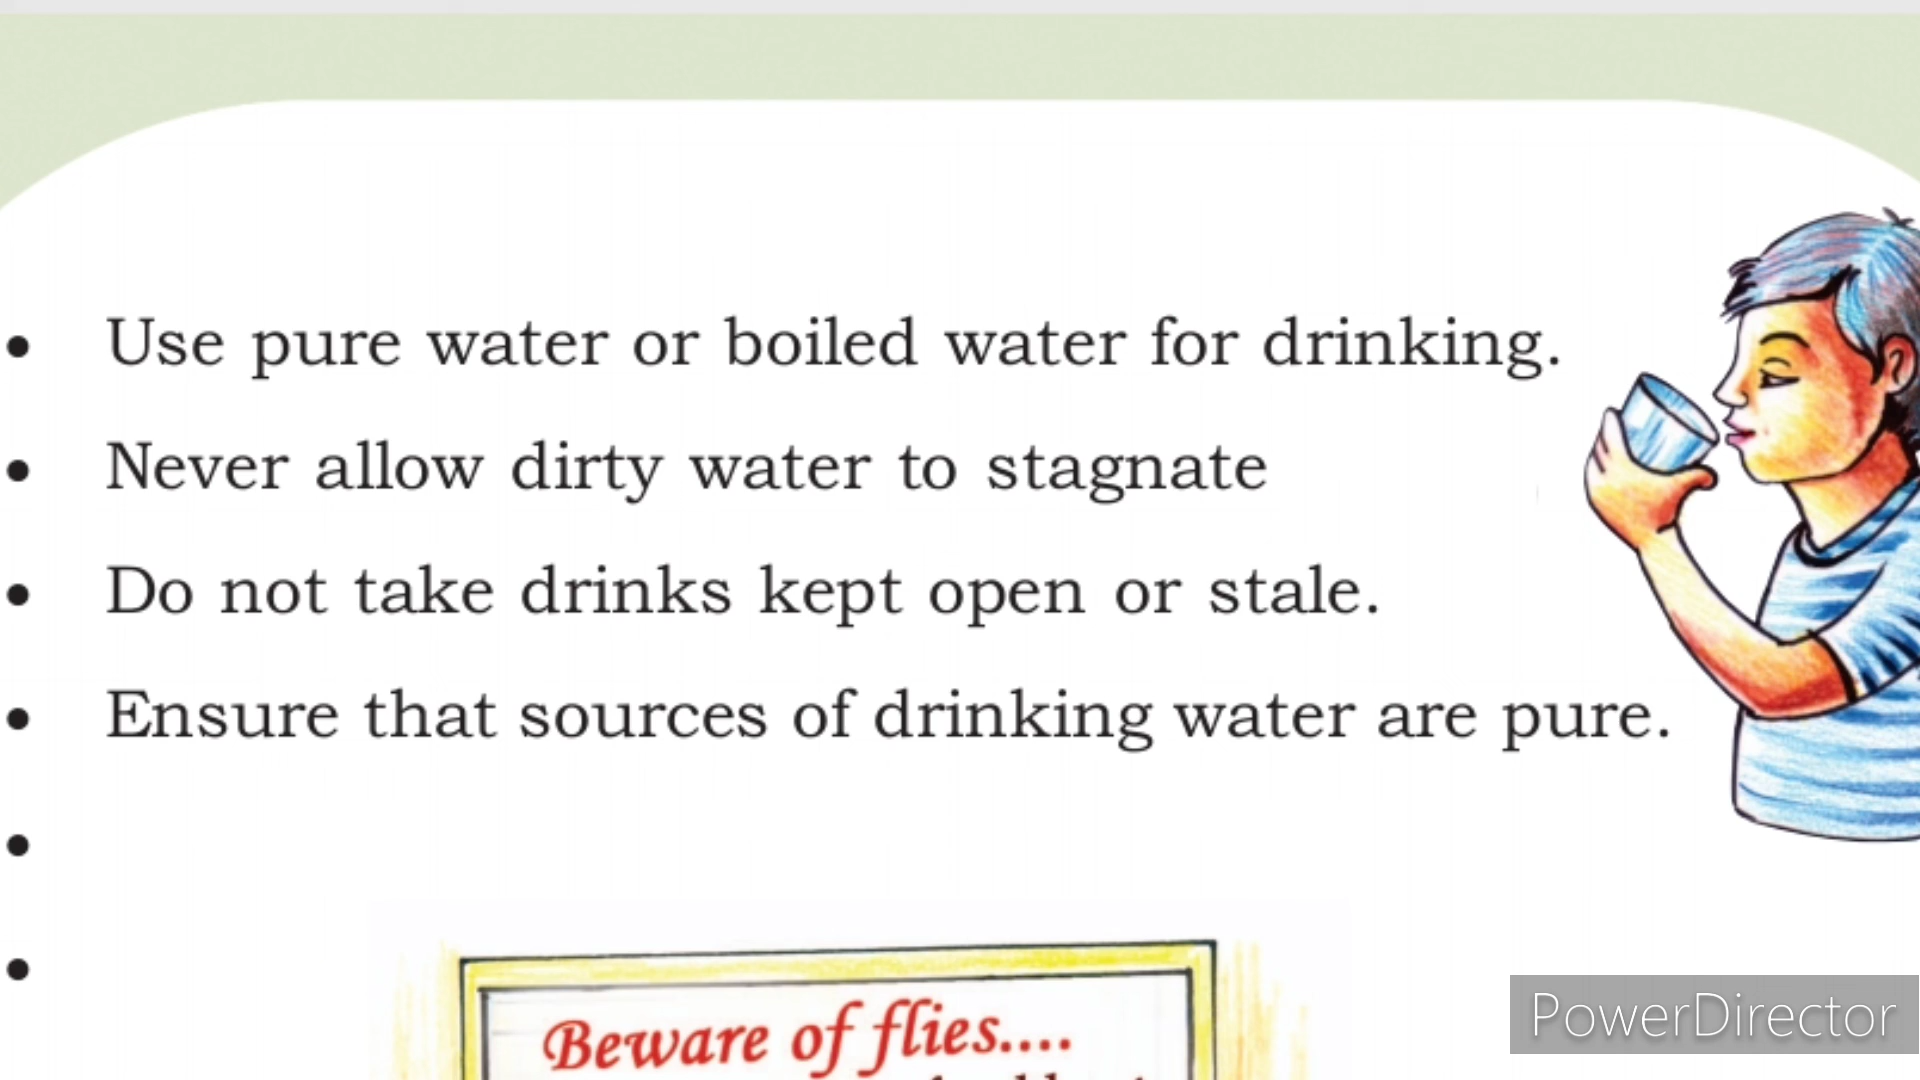 • Use pure water or boiled water for drinking.
• Never allow dirty water to stagnate
• Do not take drinks kept open or stale.
• Ensure that sources of drinking water are pure.
•
•
Beware of flies....
PowerDirector